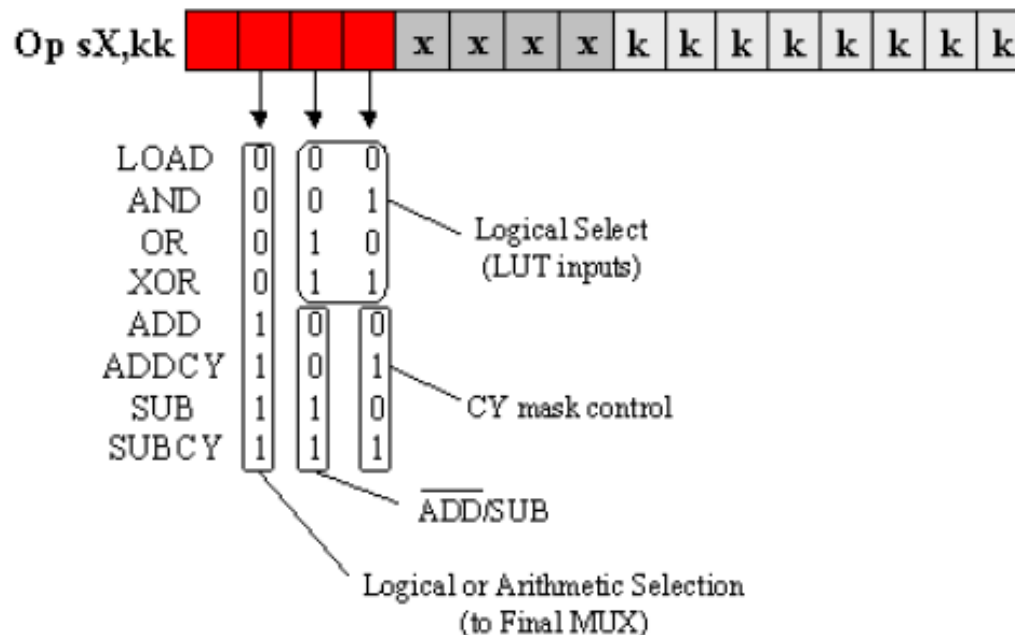 Op sX,kk x x x x k k k k k k k k
LOAD 0 0 0
AND 0 0 1
OR 0 1 0
XOR 0 1 1
ADD 1 0 0
ADDCY 1 0 1
SUB 1 1 0
SUBCY 1 1 1
Logical Select
(LUT inputs)
CY mask control
ADD/SUB
Logical or Arithmetic Selection
(to Final MUX)